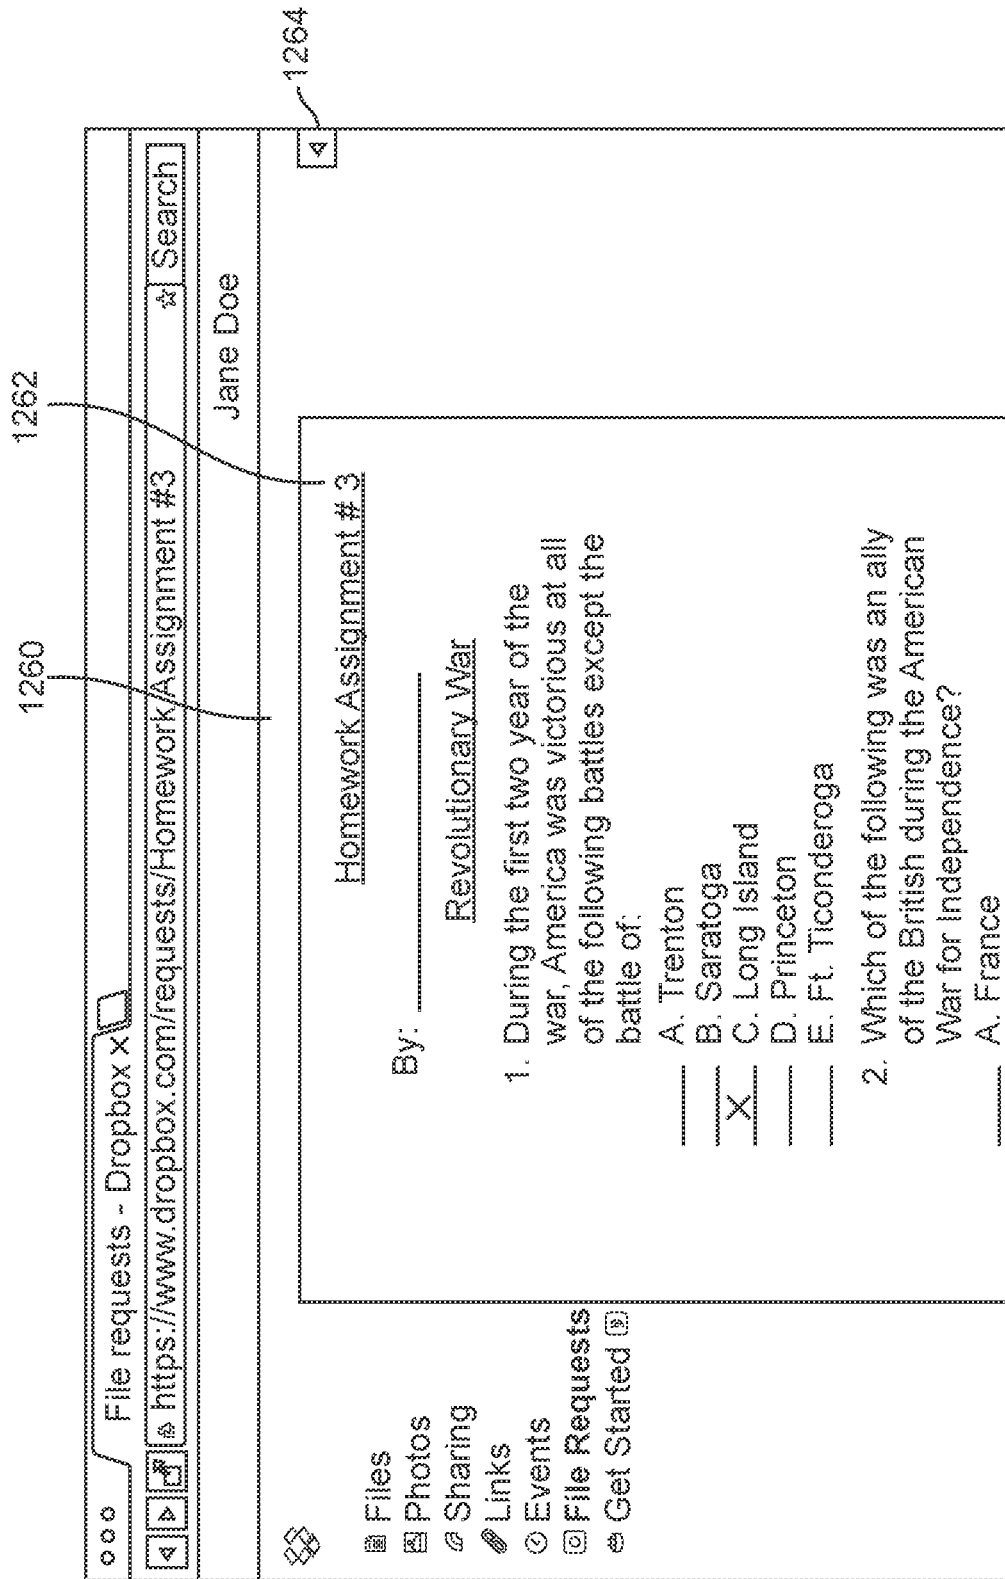 File requests - Dropbox x
https://www.dropbox.com/requests/Homework Assignment #3
Search
Jane Doe
1260
1262
1264
Files
Photos
Sharing
Links
Events
File Requests
Get Started
Homework Assignment # 3
By:
Revolutionary War
1. During the first two year of the
war, America was victorious at all
of the following battles except the
battle of:
A. Trenton
B. Saratoga
X C. Long Island
D. Princeton
E. Ft. Ticonderoga
2. Which of the following was an ally
of the British during the American
War for Independence?
A. France